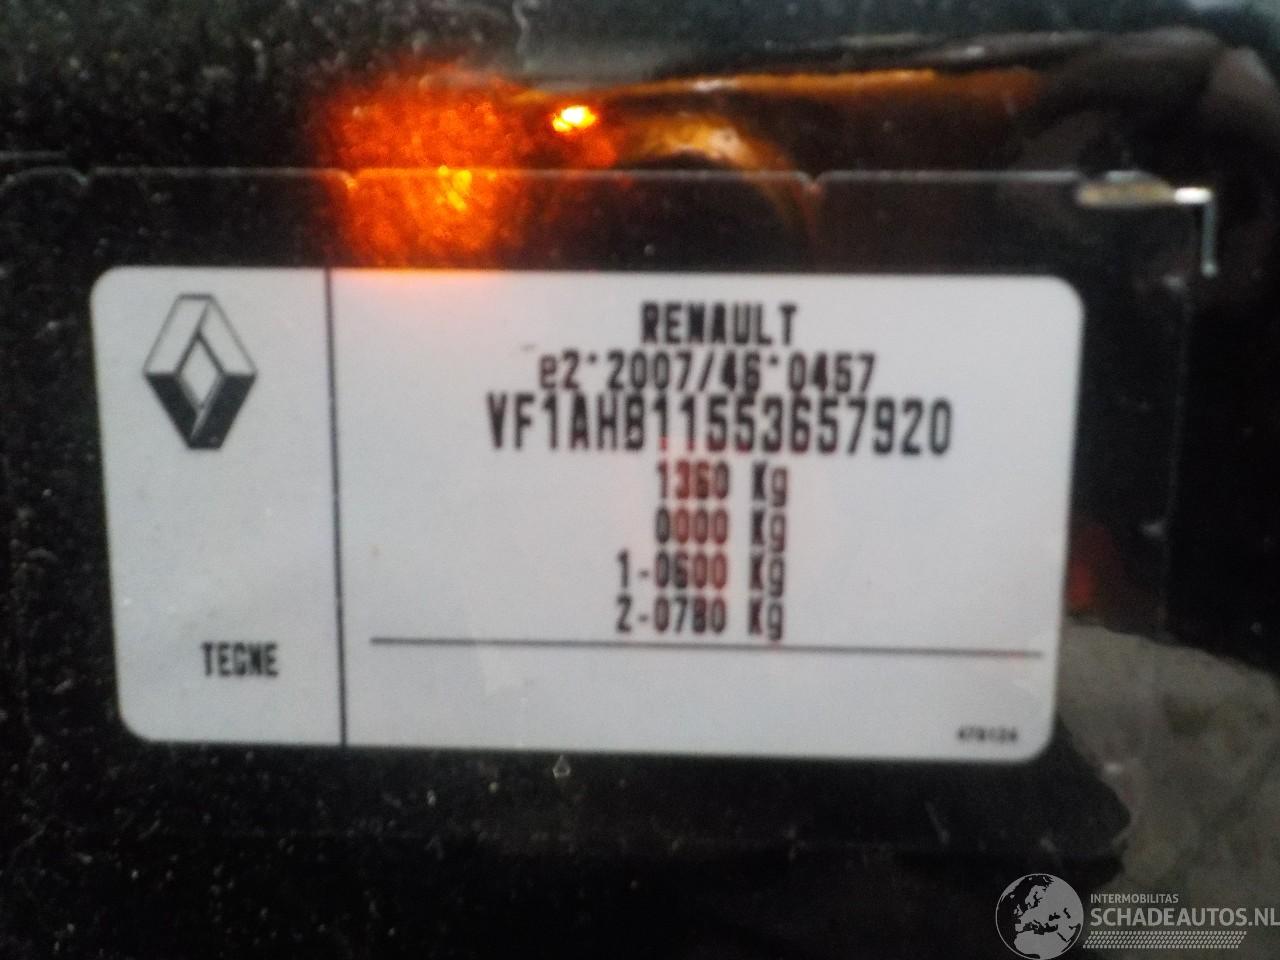 RENAULT
e2*2007/46*0457
VF1AHB11553657920
1360 Kg
0000 Kg
1-0600 Kg
2-0780 Kg
TECNE
INTERMOBILITAS
SCHADEAUTOS.NL